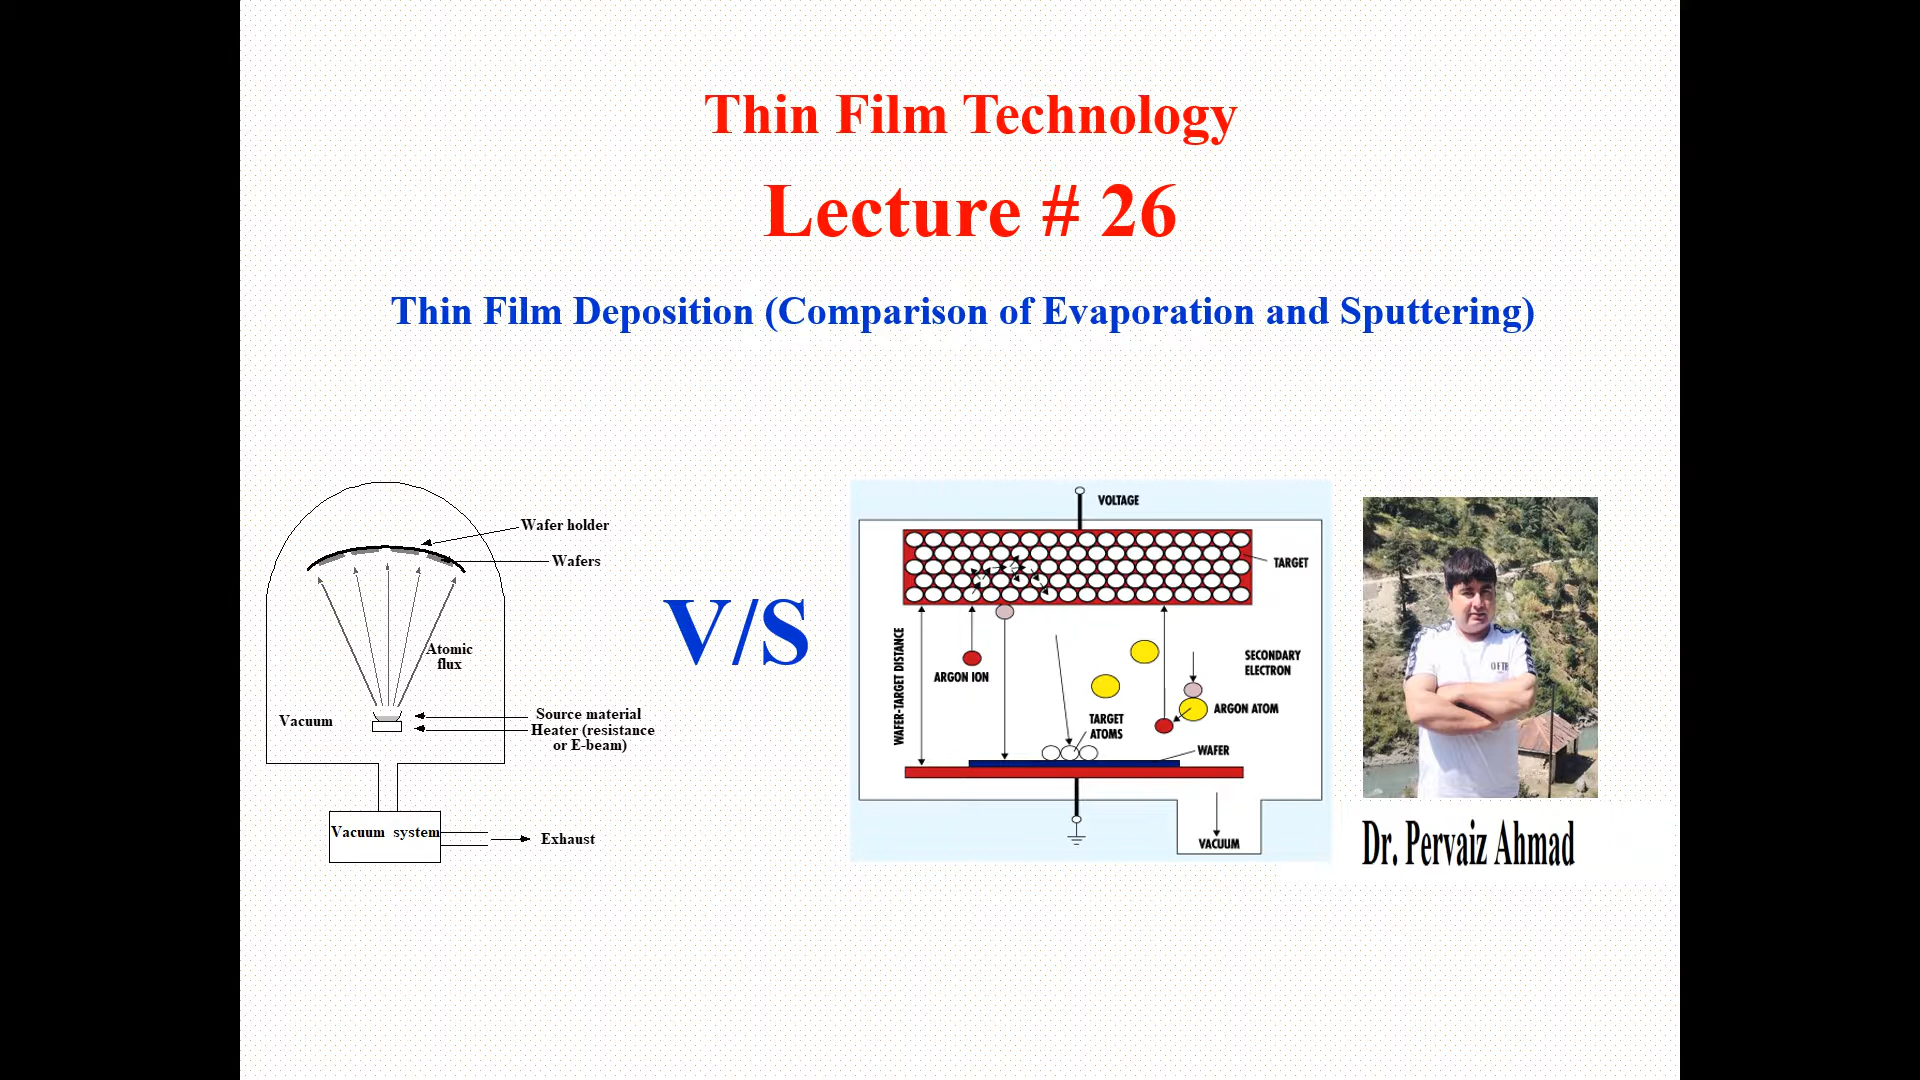 Thin Film Technology
Lecture # 26
Thin Film Deposition (Comparison of Evaporation and Sputtering)
Wafer holder
Wafers
Atomic
flux
Vacuum
Source material
Heater (resistance
or E-beam)
Vacuum system
Exhaust
V/S
VOLTAGE
TARGET
WAFER-TARGET DISTANCE
ARGON ION
SECONDARY
ELECTRON
ARGON ATOM
TARGET
ATOMS
WAFER
VACUUM
Dr. Pervaiz Ahmad